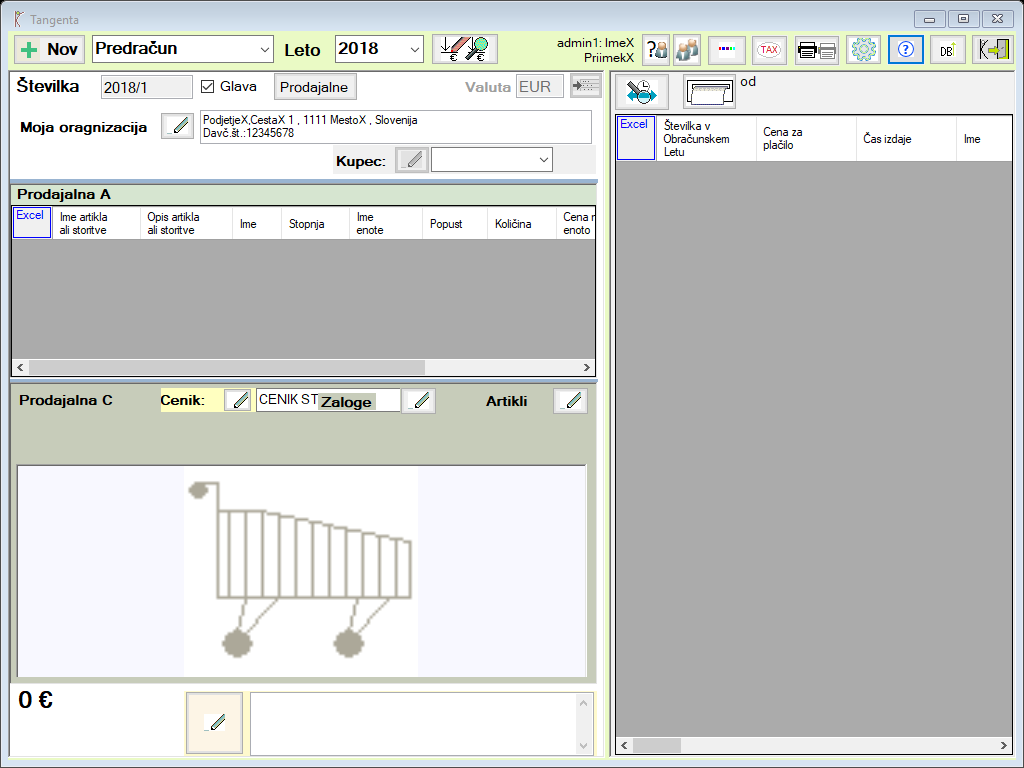 Tangenta
Nov
Predračun
Leto
2018
admin1: ImeX
PriimekX
TAX
DB
Številka
2018/1
Glava
Prodajalne
Valuta
EUR
Moja oragnizacija
PodjetjeX,CestaX 1 , 1111 MestoX , Slovenija
Davč.št.:12345678
Kupec:
Prodajalna A
Excel
Ime artikla
ali storitve
Opis artikla
ali storitve
Ime
Stopnja
Ime
enote
Popust
Količina
Cena
enoto
Prodajalna C
Cenik:
CENIK ST
Zaloge
Artikli
0 €
od
Excel
Številka v
Obračunskem
Letu
Cena za
plačilo
Čas izdaje
Ime